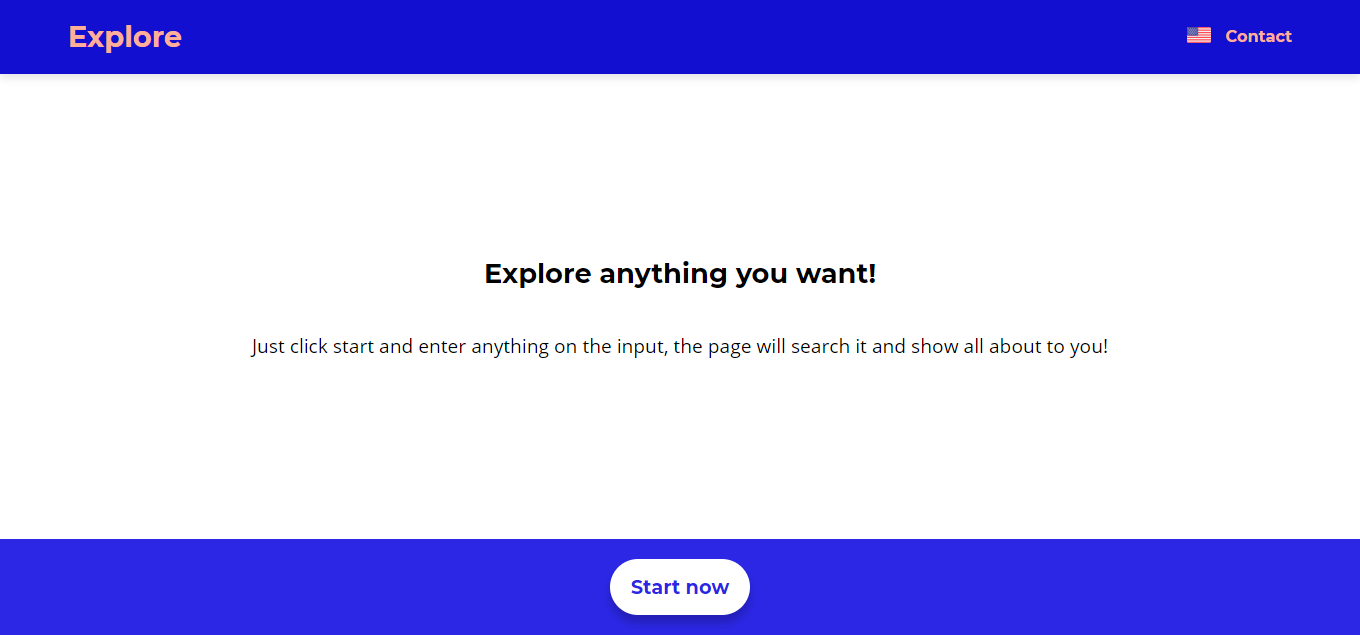 Explore
Contact
Explore anything you want!
Just click start and enter anything on the input, the page will search it and show all about to you!
Start now